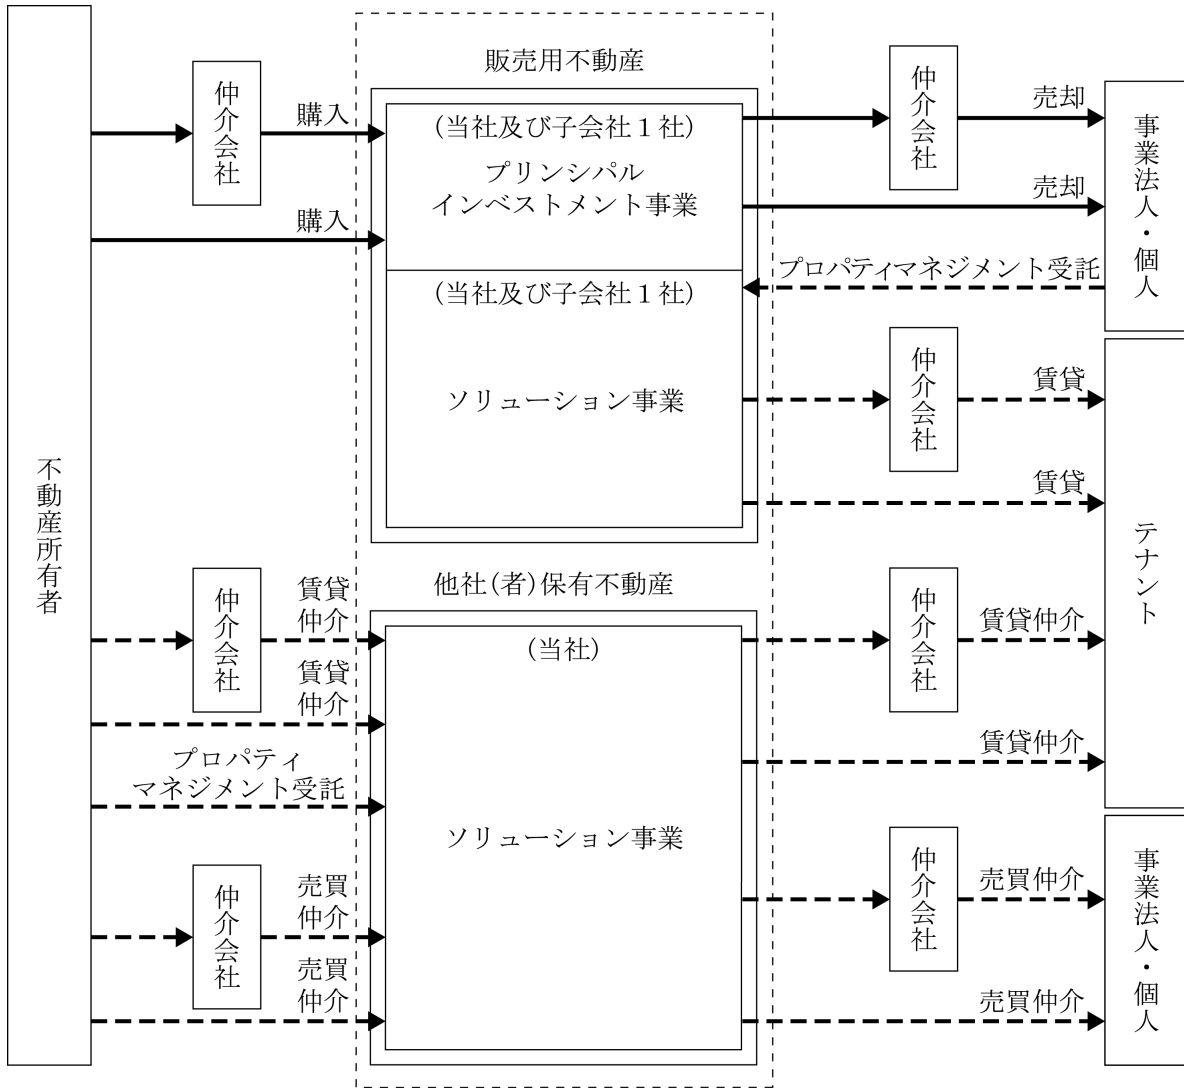 不動産所有者
仲介会社
購入
購入
販売用不動産
(当社及び子会社１社)
プリンシパル
インベストメント事業
(当社及び子会社１社)
ソリューション事業
仲介会社
売却
売却
プロパティマネジメント受託
事業法人・個人
仲介会社
賃貸
賃貸
テナント
他社(者)保有不動産
仲介会社
賃貸
仲介
賃貸
仲介
プロパティ
マネジメント受託
仲介会社
売買
仲介
売買
仲介
(当社)
ソリューション事業
仲介会社
賃貸仲介
賃貸仲介
仲介会社
売買仲介
売買仲介
事業法人・個人